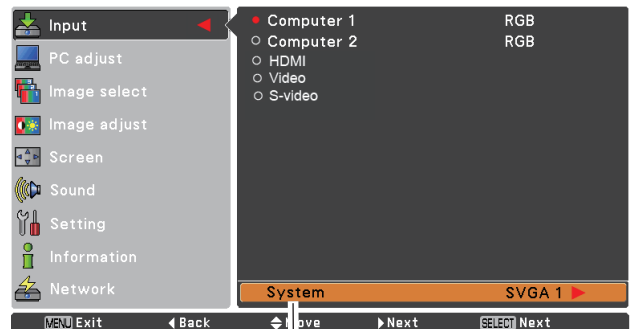 Input
PC adjust
Image select
Image adjust
Screen
Sound
Setting
Information
Network
Computer 1 RGB
Computer 2 RGB
HDMI
Video
S-video
System SVGA 1
MENU Exit Back Move Next SELECT Next